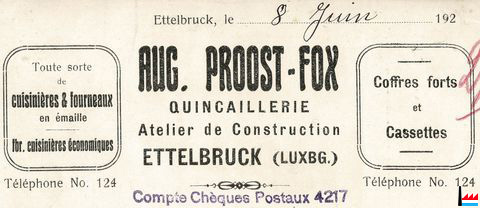 Ettelbruck, le 8 Juin 192
Toute sorte
de
cuisinières & fourneaux
en émaille
Fbr. cuisinières économiques
Téléphone No. 124
AUG. PROOST-FOX
QUINCAILLERIE
Atelier de Construction
ETTELBRUCK (LUXBG.)
Compte Chèques Postaux 4217
Coffres forts
et
Cassettes
Téléphone No. 124